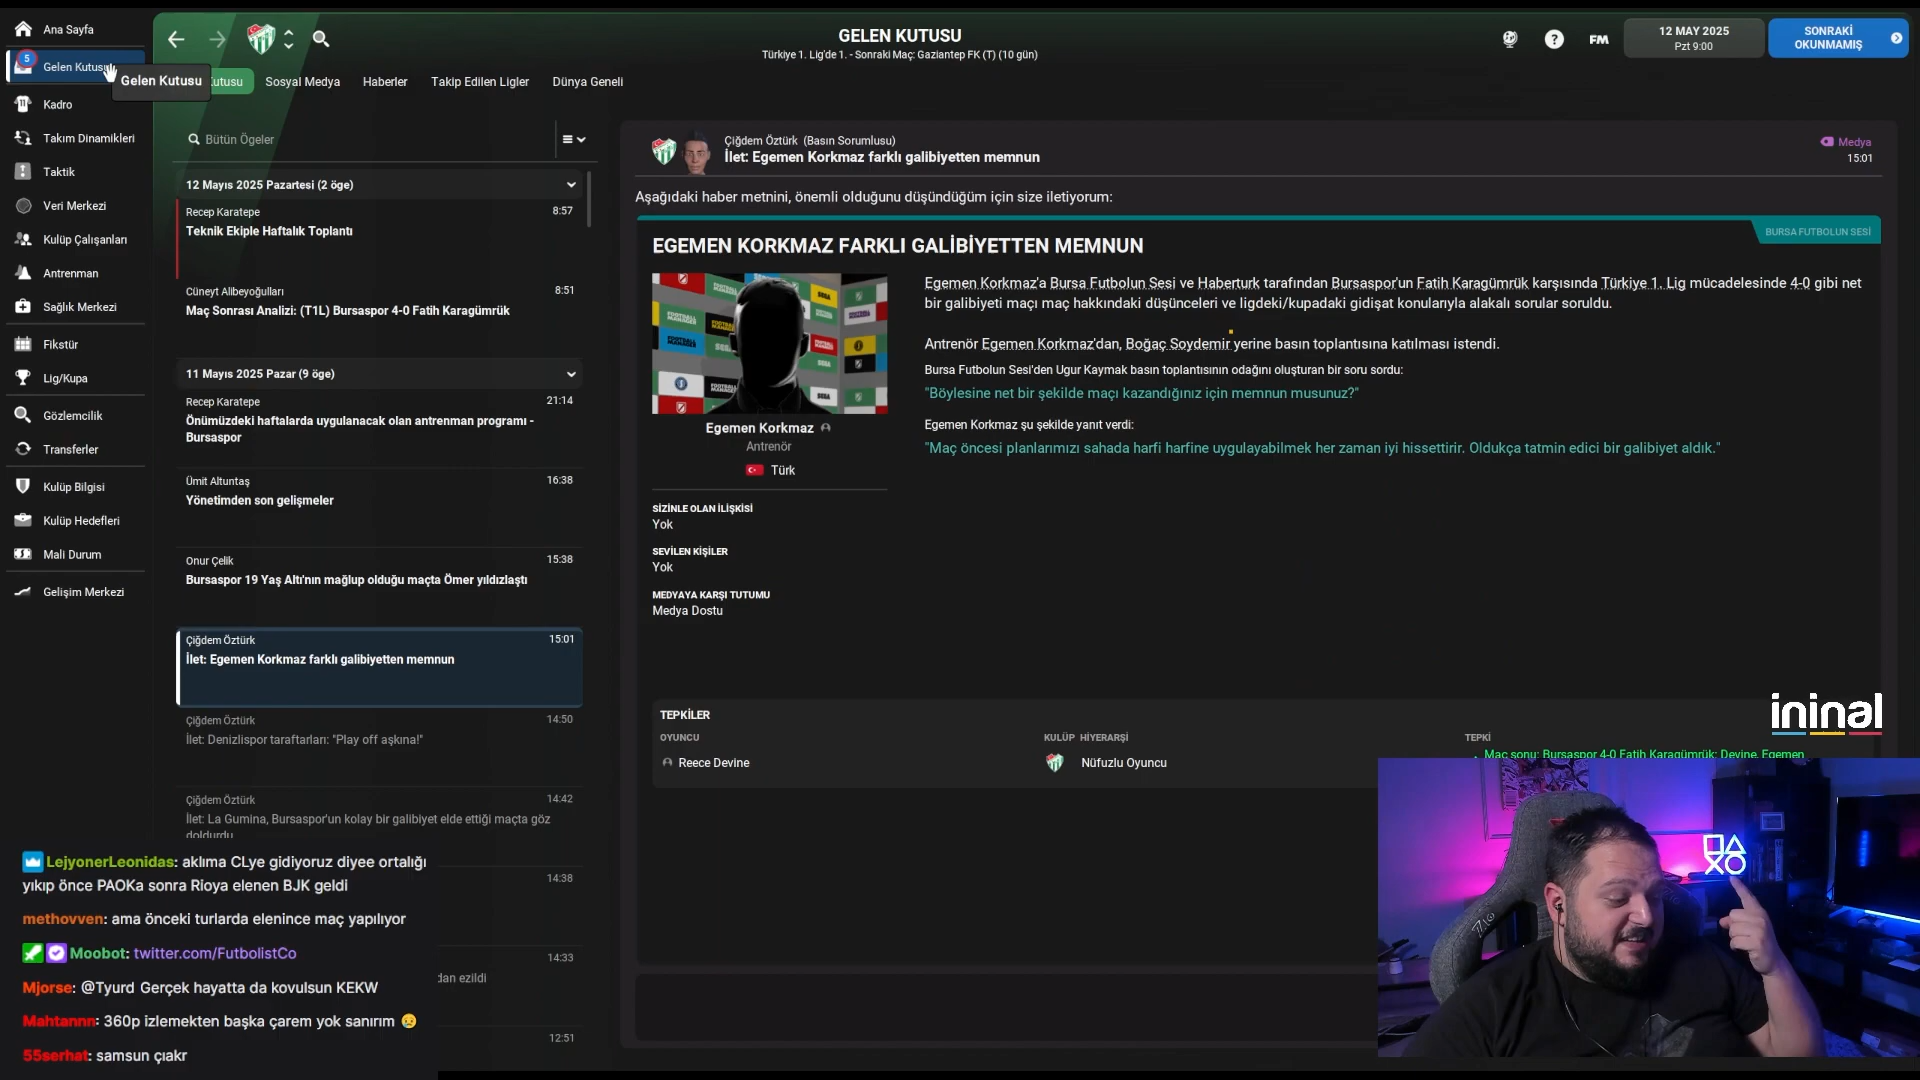 Ana Sayfa
5
Gelen Kutusu
Gelen Kutusu
Kadro
Takım Dinamikleri
Taktik
Veri Merkezi
Kulüp Çalışanları
Antrenman
Sağlık Merkezi
Fikstür
Lig/Kupa
Gözlemcilik
Transferler
Kulüp Bilgisi
Kulüp Hedefleri
Mali Durum
Gelişim Merkezi
GELEN KUTUSU
Türkiye 1. Lig'de 1. - Sonraki Maç: Gaziantep FK (T) (10 gün)
FM
12 MAY 2025
Pzt 9:00
SONRAKİ
OKUNMAMIŞ
utusu
Sosyal Medya
Haberler
Takip Edilen Ligler
Dünya Geneli
Bütün Ögeler
12 Mayıs 2025 Pazartesi (2 öge)
Recep Karatepe 8:57
Teknik Ekiple Haftalık Toplantı
Cüneyt Alibeyoğulları 8:51
Maç Sonrası Analizi: (T1L) Bursaspor 4-0 Fatih Karagümrük
11 Mayıs 2025 Pazar (9 öge)
Recep Karatepe 21:14
Önümüzdeki haftalarda uygulanacak olan antrenman programı -
Bursaspor
Ümit Altuntaş 16:38
Yönetimden son gelişmeler
Onur Çelik 15:38
Bursaspor 19 Yaş Altı'nın mağlup olduğu maçta Ömer yıldızlaştı
Çiğdem Öztürk 15:01
İlet: Egemen Korkmaz farklı galibiyetten memnun
Çiğdem Öztürk 14:50
İlet: Denizlispor taraftarları: "Play off aşkına!"
Çiğdem Öztürk 14:42
İlet: La Gumina, Bursaspor'un kolay bir galibiyet elde ettiği maçta göz
doldurdu
14:38
14:33
dan ezildi
12:51
Çiğdem Öztürk (Basın Sorumlusu)
İlet: Egemen Korkmaz farklı galibiyetten memnun
Medya
15:01
Aşağıdaki haber metnini, önemli olduğunu düşündüğüm için size iletiyorum:
BURSA FUTBOLUN SESİ
EGEMEN KORKMAZ FARKLI GALİBİYETTEN MEMNUN
Egemen Korkmaz'a Bursa Futbolun Sesi ve Haberturk tarafından Bursaspor'un Fatih Karagümrük karşısında Türkiye 1. Lig mücadelesinde 4-0 gibi net
bir galibiyeti maçı maç hakkındaki düşünceleri ve ligdeki/kupadaki gidişat konularıyla alakalı sorular soruldu.
Antrenör Egemen Korkmaz'dan, Boğaç Soydemir yerine basın toplantısına katılması istendi.
Bursa Futbolun Sesi'den Ugur Kaymak basın toplantısının odağını oluşturan bir soru sordu:
"Böylesine net bir şekilde maçı kazandığınız için memnun musunuz?"
Egemen Korkmaz şu şekilde yanıt verdi:
"Maç öncesi planlarımızı sahada harfi harfine uygulayabilmek her zaman iyi hissettirir. Oldukça tatmin edici bir galibiyet aldık."
Egemen Korkmaz
Antrenör
Türk
SİZİNLE OLAN İLİŞKİSİ
Yok
SEVİLEN KİŞİLER
Yok
MEDYAYA KARŞI TUTUMU
Medya Dostu
TEPKİLER
OYUNCU KULÜP HİYERARŞİ TEPKİ
Reece Devine Nüfuzlu Oyuncu
Maç sonu: Bursaspor 4-0 Fatih Karagümrük: Devine, Egemen
ininal
LejyonerLeonidas: aklıma CLye gidiyoruz diyee ortalığı
yıkıp önce PAOKa sonra Rioya elenen BJK geldi
methovven: ama önceki turlarda elenince maç yapılıyor
Moobot: twitter.com/FutbolistCo
Mjorse: @Tyurd Gerçek hayatta da kovulsun KEKW
Mahtannn: 360p izlemekten başka çarem yok sanırım 😥
55serhat: samsun çıakr